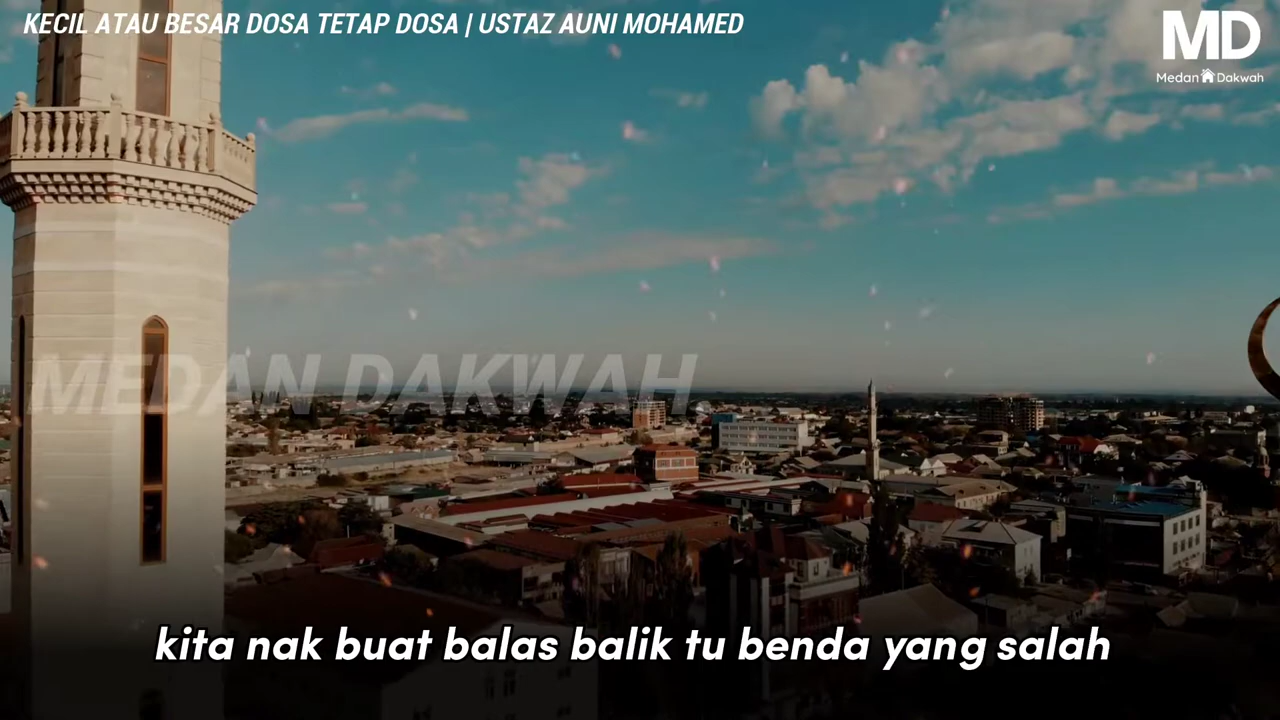 KECIL ATAU BESAR DOSA TETAP DOSA | USTAZ AUNI MOHAMED
MD
Medan Dakwah
MEDAN DAKWAH.
kita nak buat balas balik tu benda yang salah